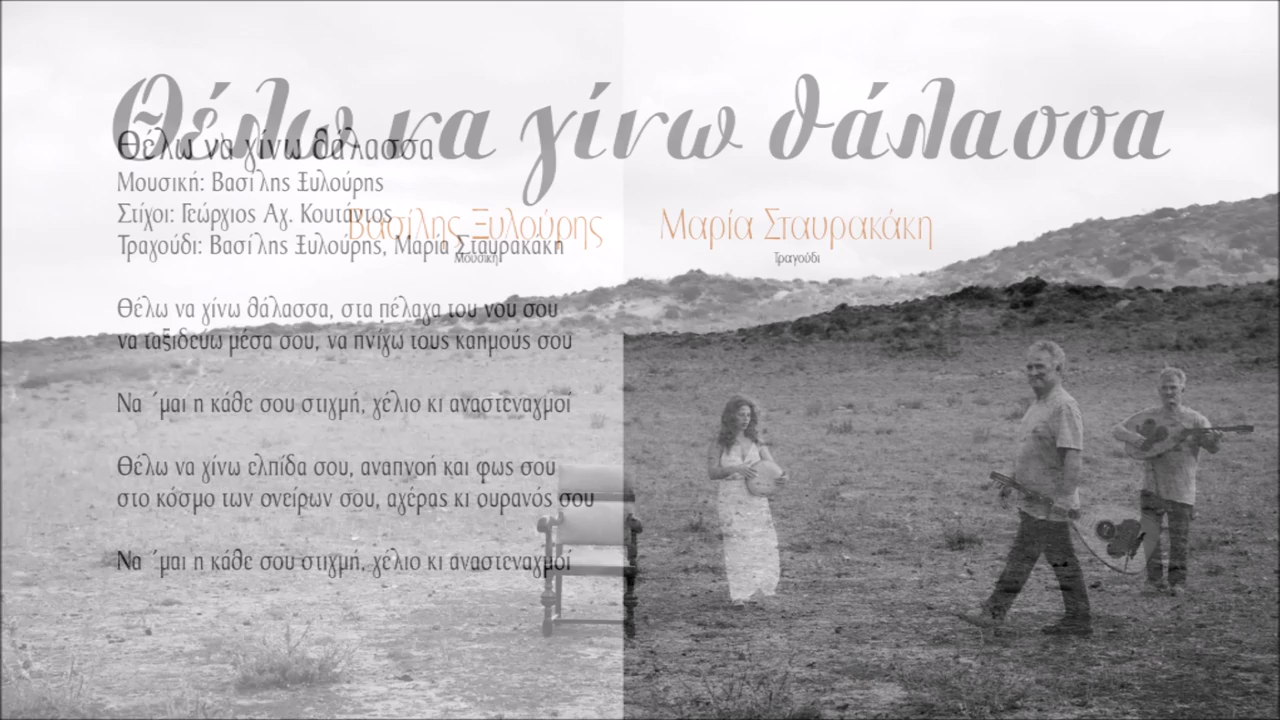 Θέλω να γίνω θάλασσα
Θέλω να γίνω θάλασσα
Μουσική: Βασίλης Ξυλούρης
Στίχοι: Γεώργιος Αγ. Κουτάντος
Τραγούδι: Βασίλης Ξυλούρης, Μαρία Σταυρακάκη
Βασίλης Ξυλούρης
Μουσική
Μαρία Σταυρακάκη
Τραγούδι
Θέλω να γίνω θάλασσα, στα πέλαγα του νού σου
να ταξιδεύω μέσα σου, να πνίγω τους καημούς σου
Να ΄μαι η κάθε σου στιγμή, γέλιο κι αναστεναγμοί
Θέλω να γίνω ελπίδα σου, αναπνοή και φως σου
στο κόσμο των ονείρων σου, αγέρας κι ουρανός σου
Να ΄μαι η κάθε σου στιγμή, γέλιο κι αναστεναγμοί